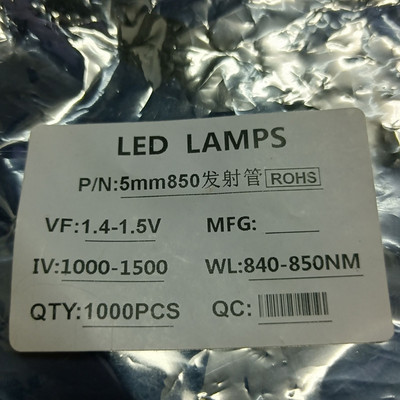 LED LAMPS
P/N:5mm850发射管 ROHS
VF:1.4-1.5V MFG:
IV:1000-1500 WL:840-850NM
QTY:1000PCS QC: